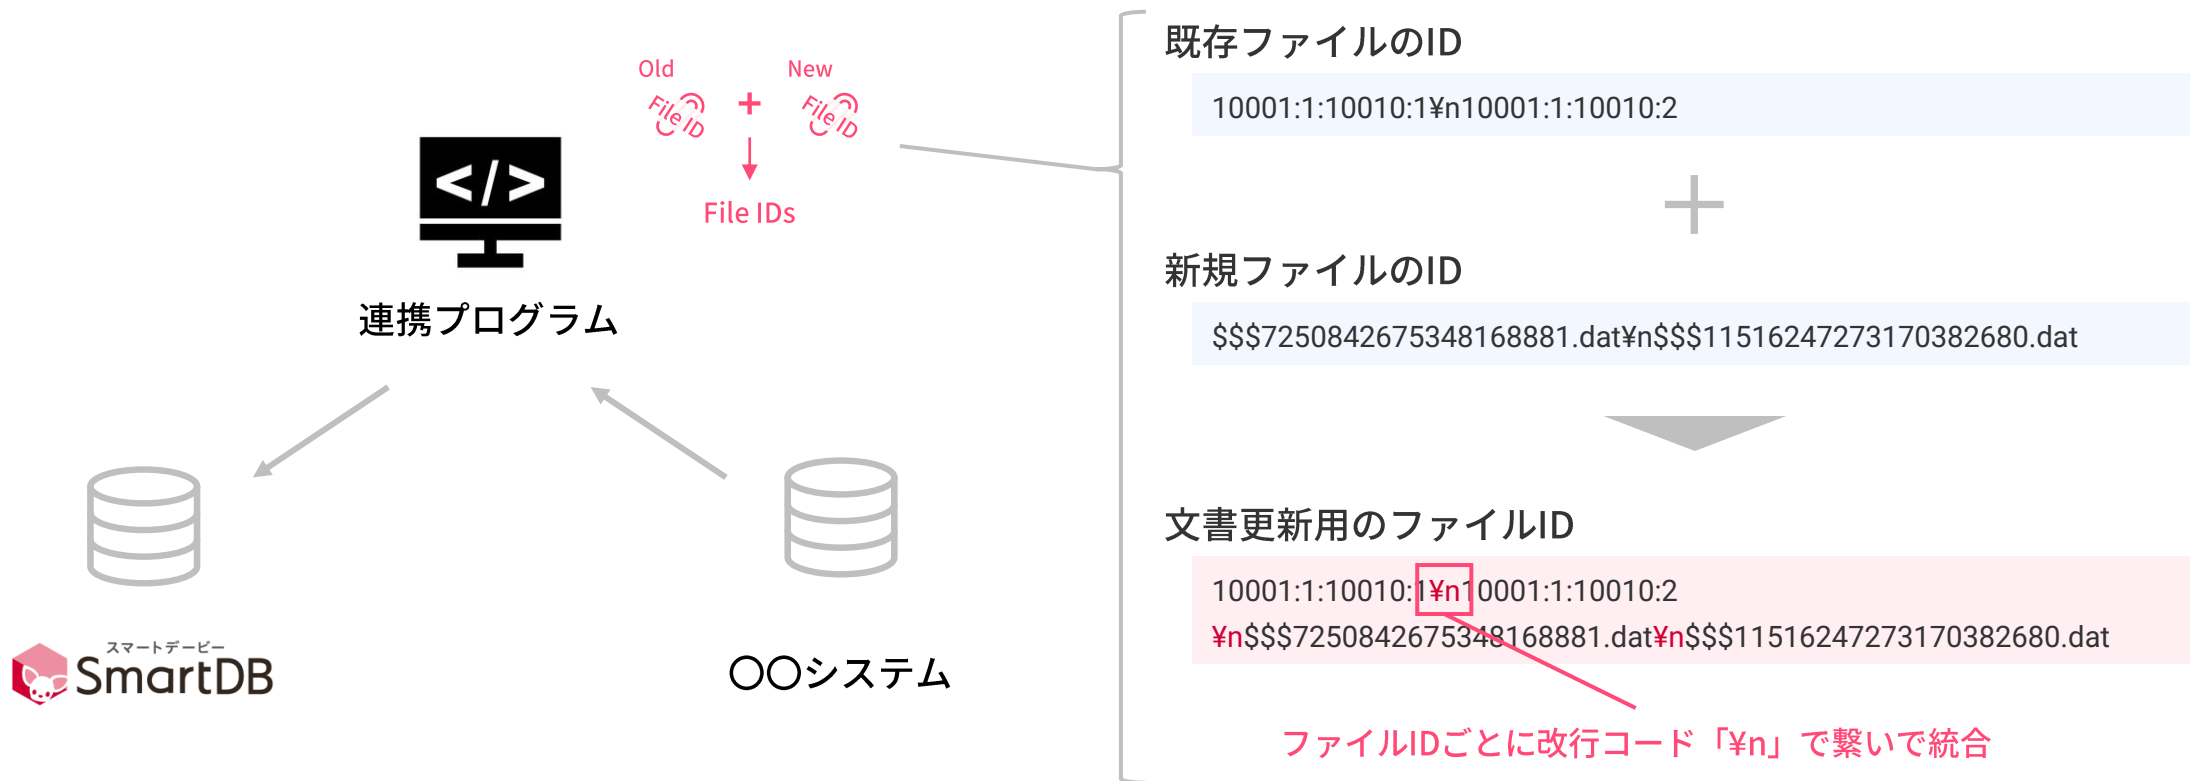 Old
New
File ID
+
File ID
File IDs
</>
連携プログラム
スマートデービー
SmartDB
〇〇システム
既存ファイルのID
10001:1:10010:1¥n10001:1:10010:2
新規ファイルのID
$$$7250842675348168881.dat¥n$$$11516247273170382680.dat
文書更新用のファイルID
10001:1:10010:1¥n10001:1:10010:2
¥n$$$7250842675348168881.dat¥n$$$11516247273170382680.dat
ファイルIDごとに改行コード「¥n」で繋いで統合